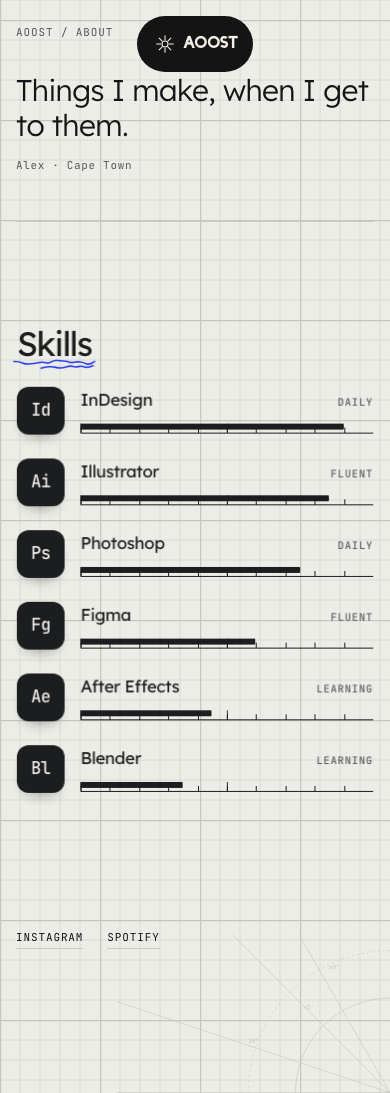 AOOST / ABOUT
AOOST
Things I make, when I get
to them.
Alex · Cape Town
Skills
Id
InDesign
DAILY
Ai
Illustrator
FLUENT
Ps
Photoshop
DAILY
Fg
Figma
FLUENT
Ae
After Effects
LEARNING
Bl
Blender
LEARNING
INSTAGRAM
SPOTIFY